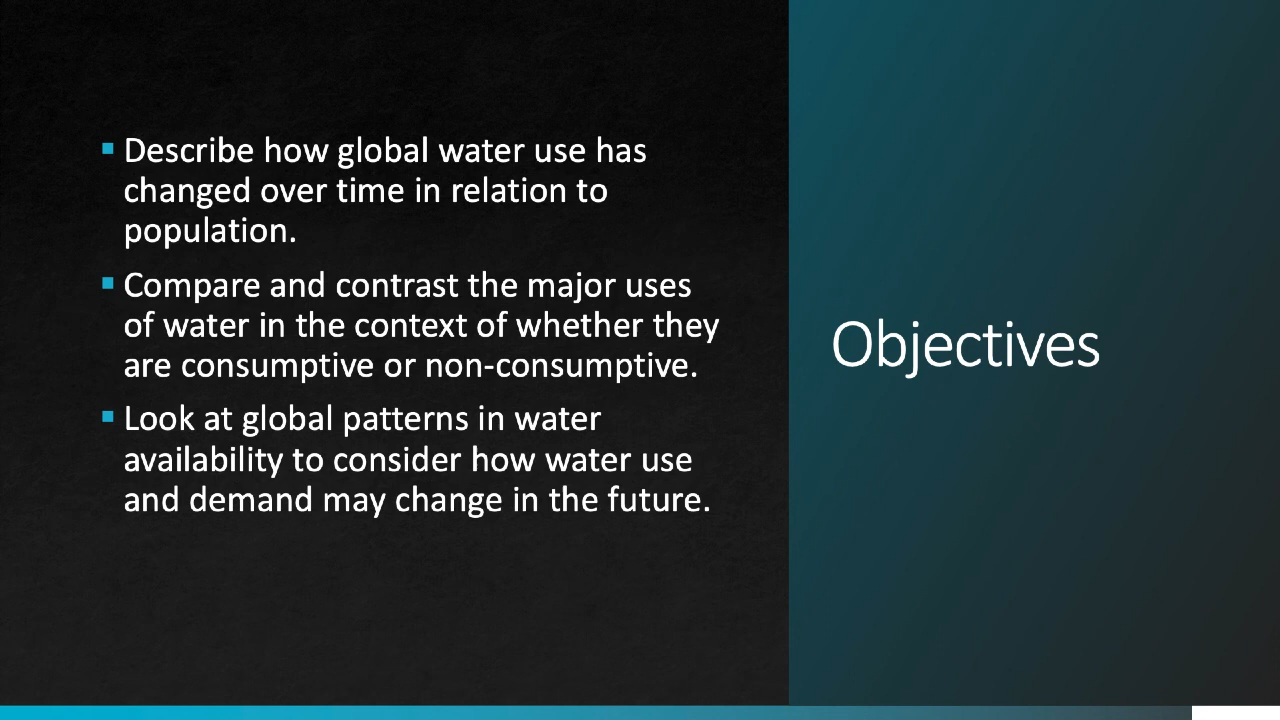 Describe how global water use has
changed over time in relation to
population.
Compare and contrast the major uses
of water in the context of whether they
are consumptive or non-consumptive.
Look at global patterns in water
availability to consider how water use
and demand may change in the future.
Objectives